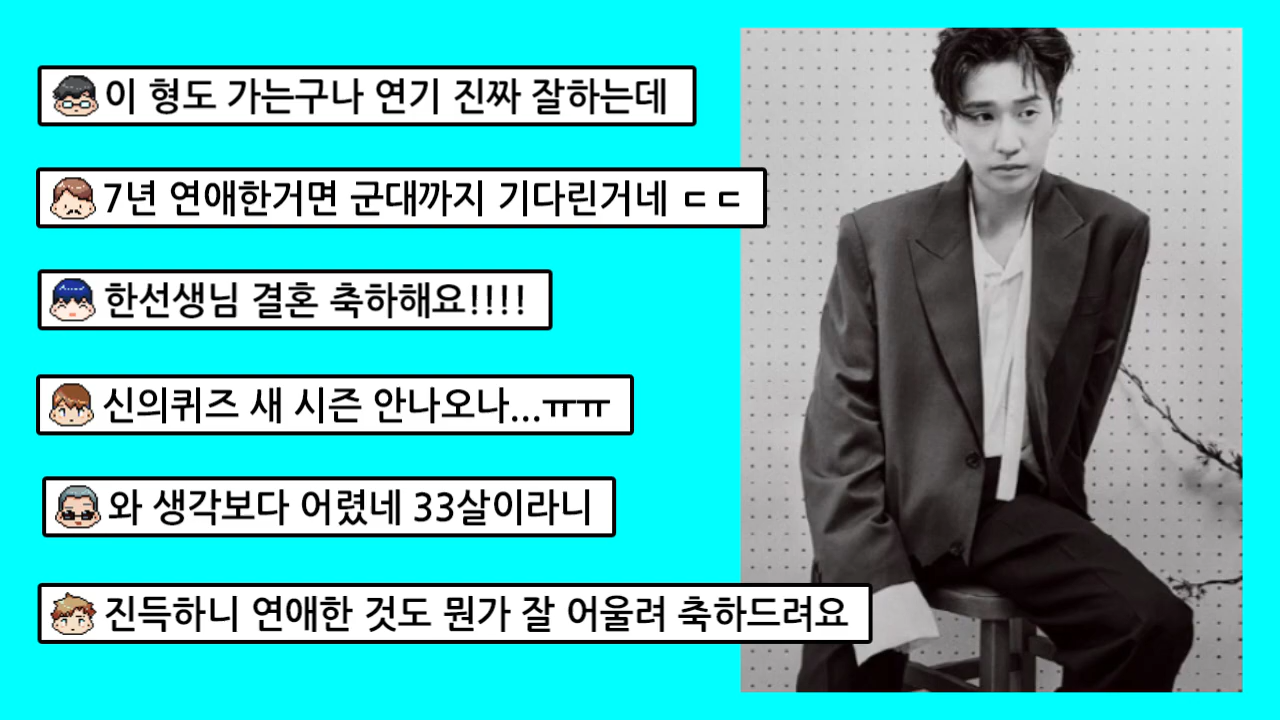 이 형도 가는구나 연기 진짜 잘하는데
7년 연애한거면 군대까지 기다린거네 ㄷㄷ
한선생님 결혼 축하해요!!!!
신의퀴즈 새 시즌 안나오나...ㅠㅠ
와 생각보다 어렸네 33살이라니
진득하니 연애한 것도 뭔가 잘 어울려 축하드려요